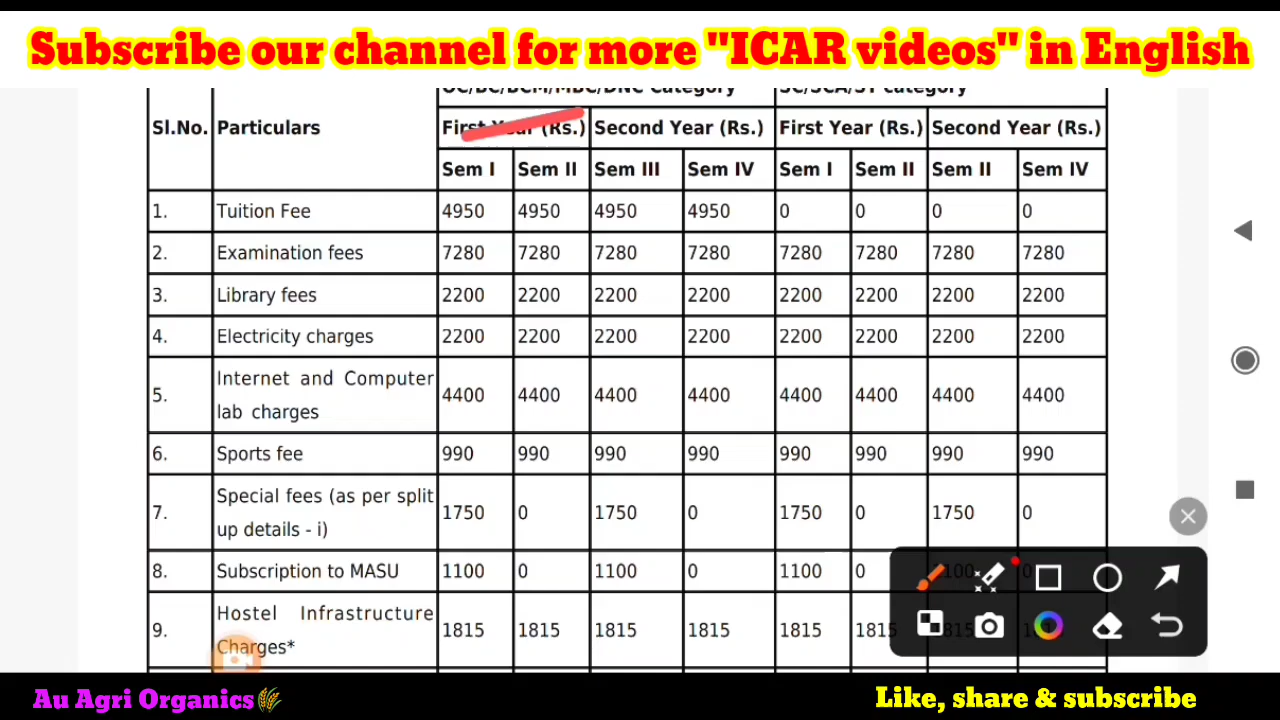 Subscribe our channel for more "ICAR videos" in English
OC/BC/BCM/MBC/DNC Category SC/SCA/ST category
Sl.No. Particulars First Year (Rs.) Second Year (Rs.) First Year (Rs.) Second Year (Rs.)
Sem I Sem II Sem III Sem IV Sem I Sem II Sem II Sem IV
1. Tuition Fee 4950 4950 4950 4950 0 0 0 0
2. Examination fees 7280 7280 7280 7280 7280 7280 7280 7280
3. Library fees 2200 2200 2200 2200 2200 2200 2200 2200
4. Electricity charges 2200 2200 2200 2200 2200 2200 2200 2200
5. Internet and Computer
lab charges 4400 4400 4400 4400 4400 4400 4400 4400
6. Sports fee 990 990 990 990 990 990 990 990
7. Special fees (as per split
up details - i) 1750 0 1750 0 1750 0 1750 0
8. Subscription to MASU 1100 0 1100 0 1100 0 1100
9. Hostel Infrastructure
Charges* 1815 1815 1815 1815 1815 1815 1815
Au Agri Organics🌾 Like, share & subscribe